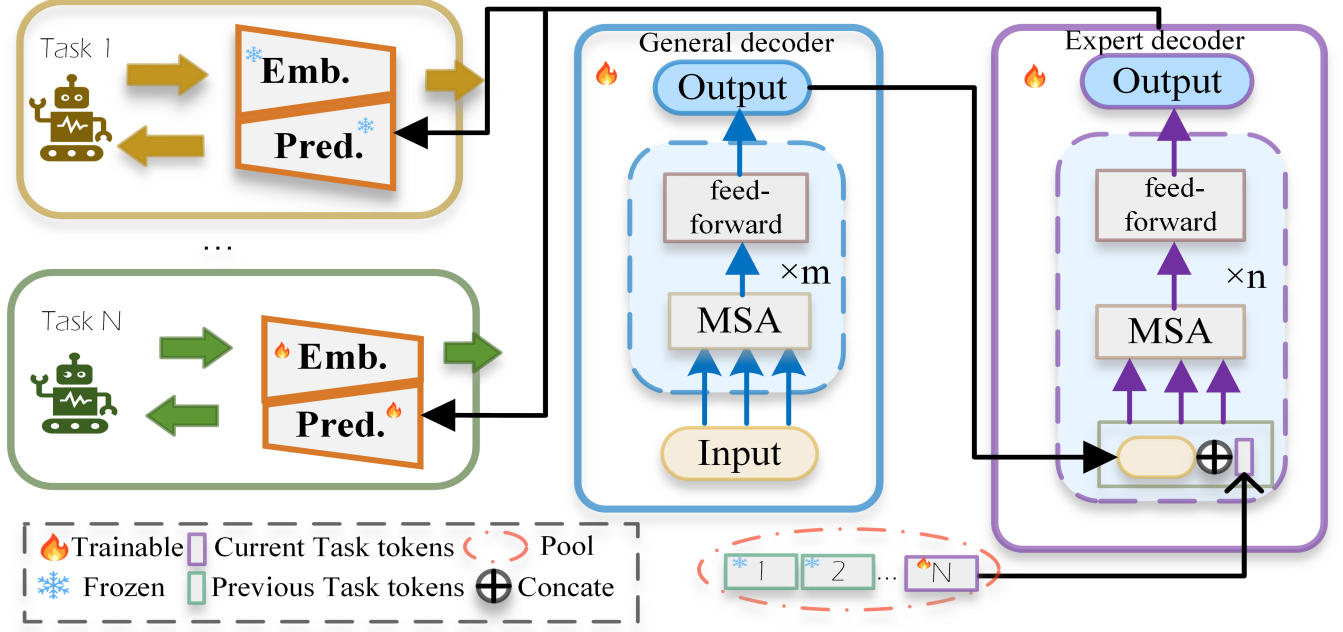 Task 1
Emb.
Pred.
...
Task N
Emb.
Pred.
General decoder
Output
feed-
forward
×m
MSA
Input
Expert decoder
Output
feed-
forward
×n
MSA
Trainable
Current Task tokens
Pool
Frozen
Previous Task tokens
Concate
1
2
...
N